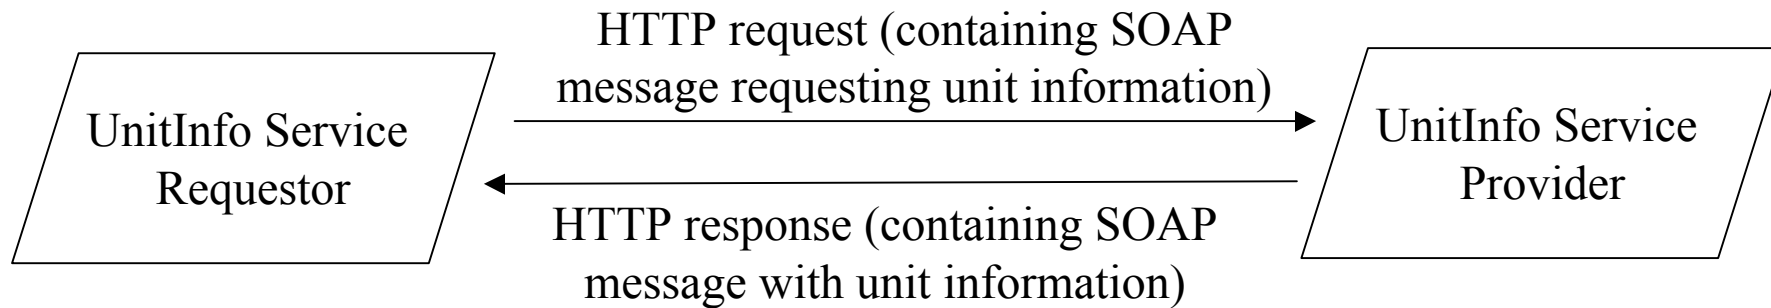 UnitInfo Service
Requestor
HTTP request (containing SOAP
message requesting unit information)
HTTP response (containing SOAP
message with unit information)
UnitInfo Service
Provider